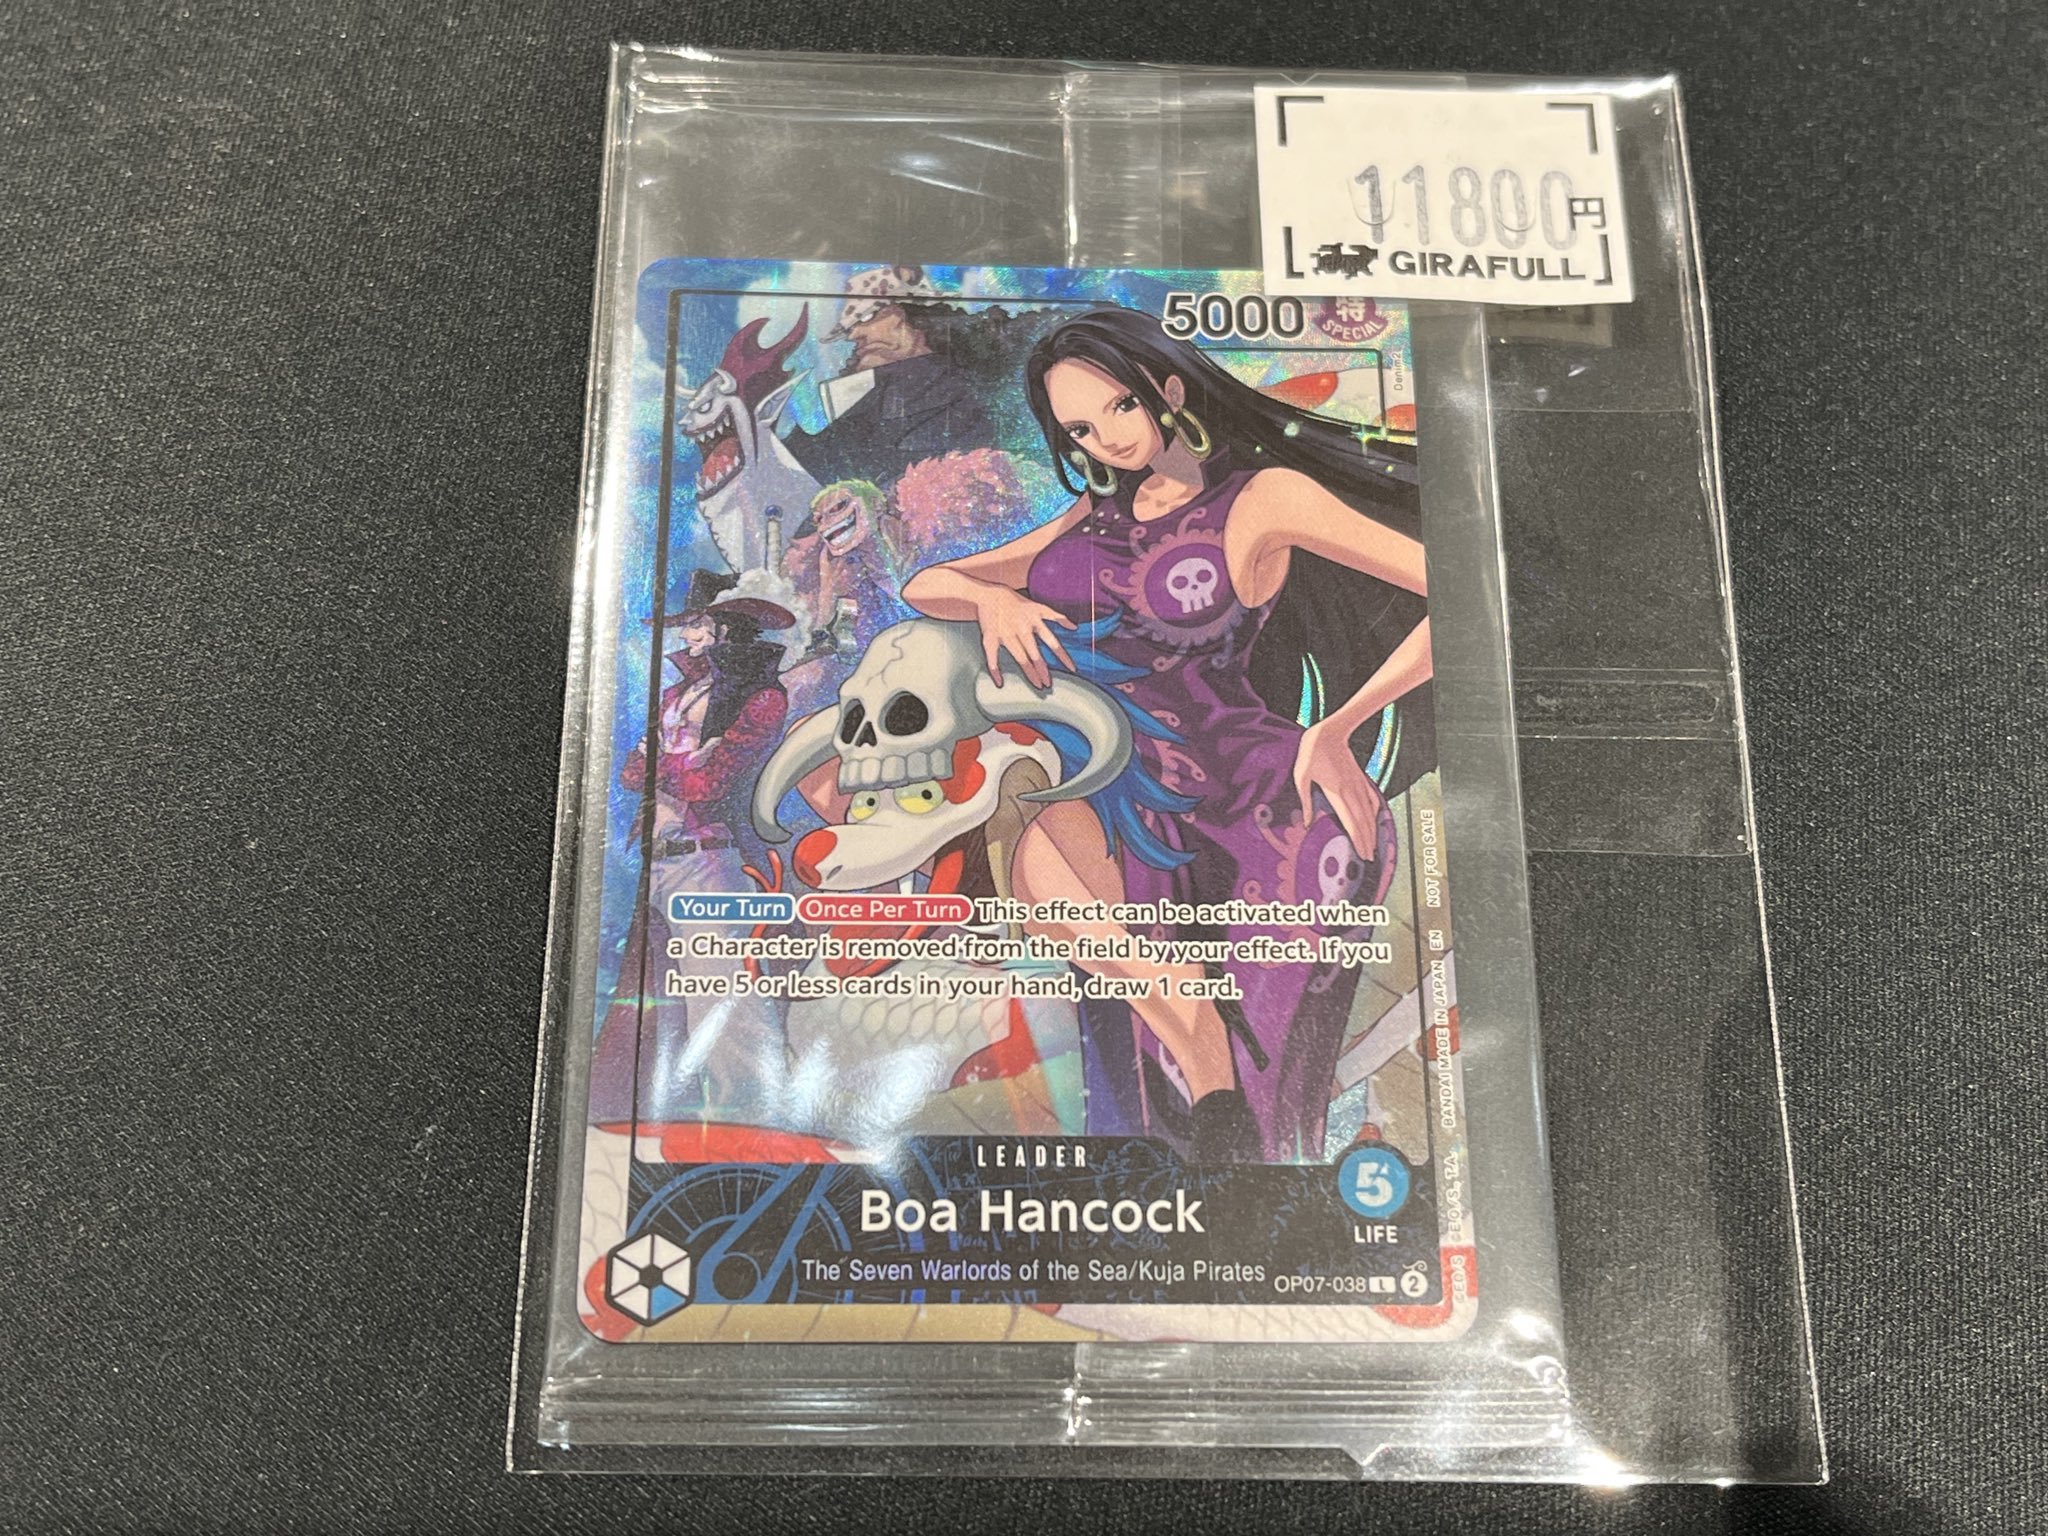 11800円
GIRAFULL
5000
特
SPECIAL
Denim2
Your Turn Once Per Turn This effect can be activated when
a Character is removed from the field by your effect. If you
have 5 or less cards in your hand, draw 1 card.
LEADER
Boa Hancock
5
LIFE
The Seven Warlords of the Sea/Kuja Pirates
OP07-038 L 2
©E.O./S., T.A. BANDAI MADE IN JAPAN EN NOT FOR SALE
©E.O/S